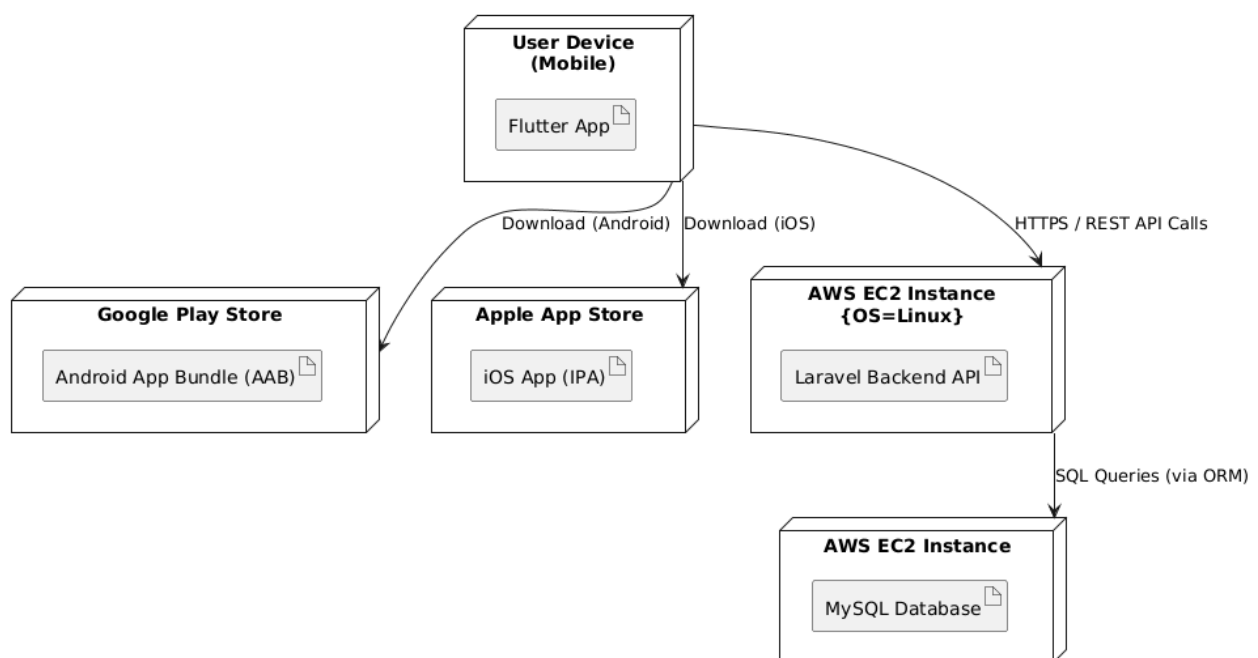 User Device
(Mobile)
Flutter App
Download (Android)
Download (iOS)
HTTPS / REST API Calls
Google Play Store
Android App Bundle (AAB)
Apple App Store
iOS App (IPA)
AWS EC2 Instance
{OS=Linux}
Laravel Backend API
SQL Queries (via ORM)
AWS EC2 Instance
MySQL Database